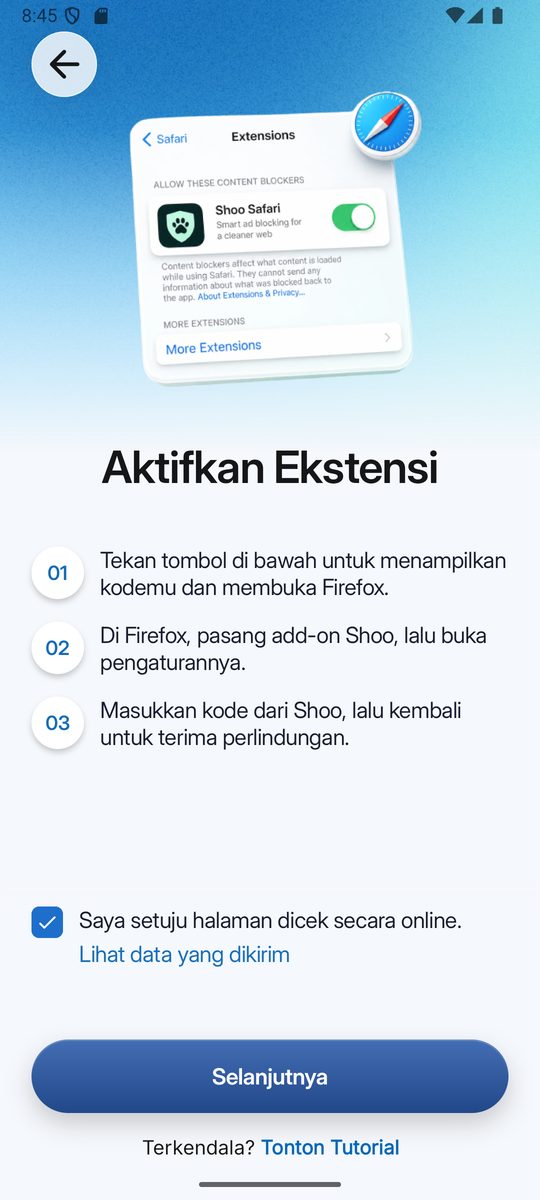 8:45
Safari
Extensions
ALLOW THESE CONTENT BLOCKERS
Shoo Safari
Smart ad blocking for
a cleaner web
Content blockers affect what content is loaded
while using Safari. They cannot send any
information about what was blocked back to
the app. About Extensions & Privacy...
MORE EXTENSIONS
More Extensions
Aktifkan Ekstensi
01
Tekan tombol di bawah untuk menampilkan
kodemu dan membuka Firefox.
02
Di Firefox, pasang add-on Shoo, lalu buka
pengaturannya.
03
Masukkan kode dari Shoo, lalu kembali
untuk terima perlindungan.
Saya setuju halaman dicek secara online.
Lihat data yang dikirim
Selanjutnya
Terkendala? Tonton Tutorial